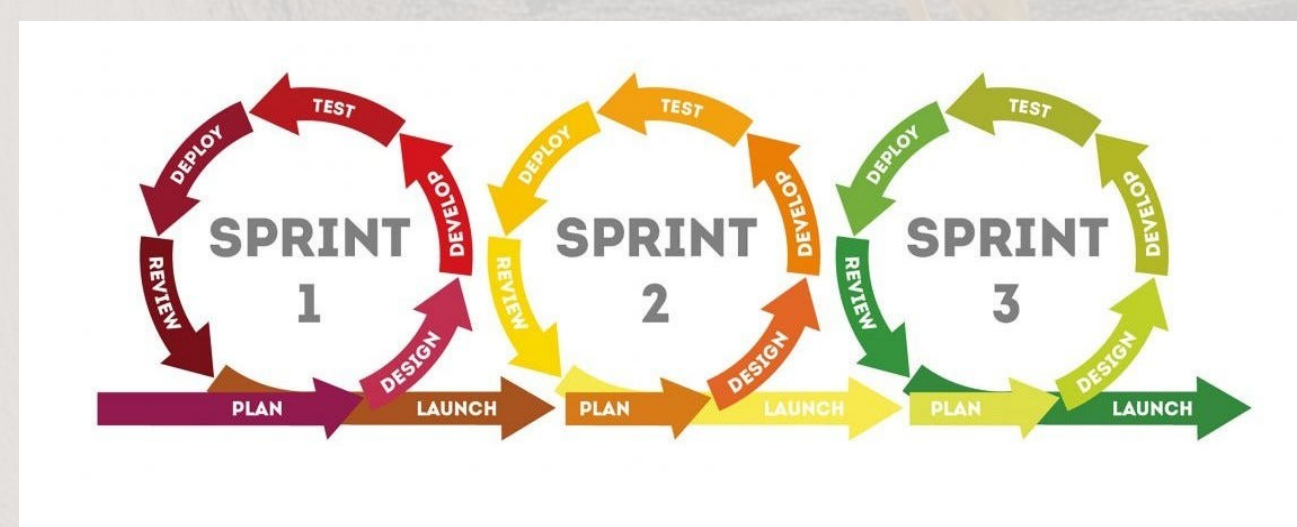 TEST
DEPLOY
DEVELOP
SPRINT
1
REVIEW
DESIGN
PLAN
LAUNCH
TEST
DEPLOY
DEVELOP
SPRINT
2
REVIEW
DESIGN
PLAN
LAUNCH
TEST
DEPLOY
DEVELOP
SPRINT
3
REVIEW
DESIGN
PLAN
LAUNCH